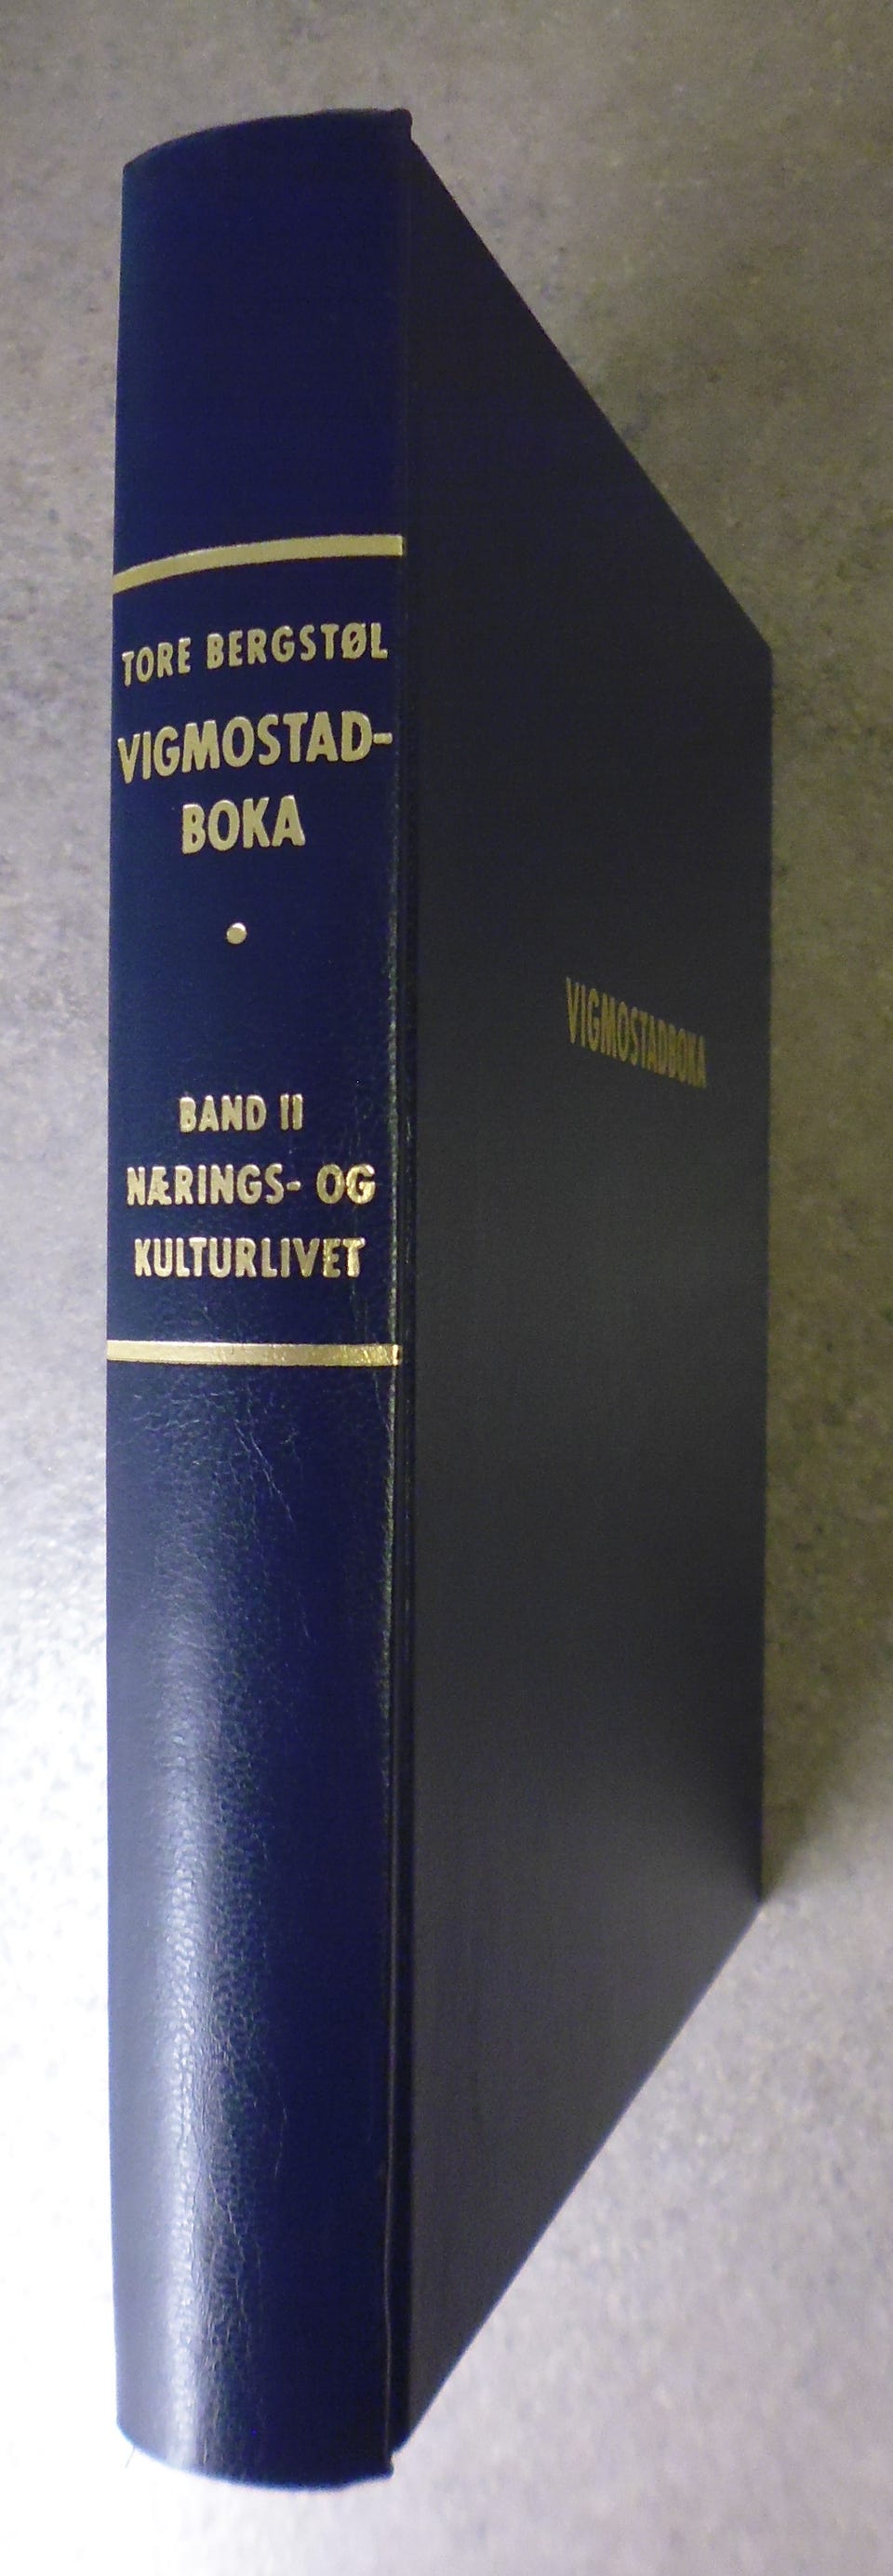 TORE BERGSTØL
VIGMOSTAD-
BOKA
•
BAND II
NÆRINGS- OG
KULTURLIVET
VIGMOSTADBOKA